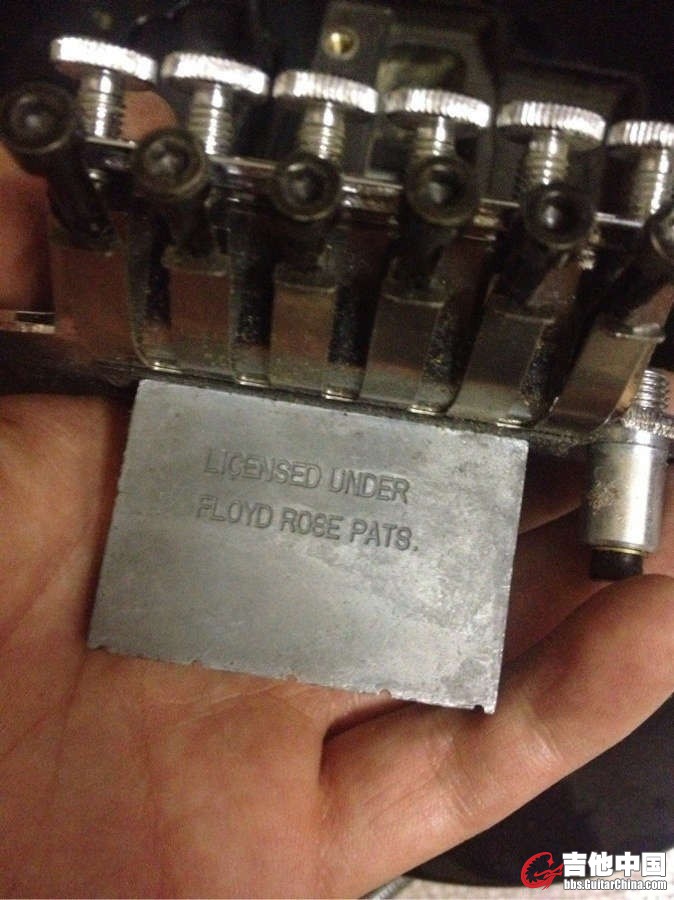 LICENSED UNDER
FLOYD ROSE PATS.
吉他中国
bbs.GuitarChina.com